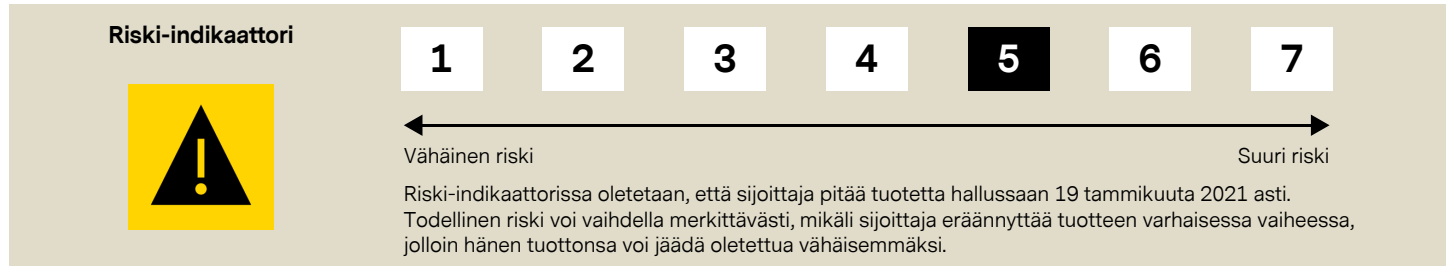 Riski-indikaattori
1 2 3 4 5 6 7
Vähäinen riski Suuri riski
Riski-indikaattorissa oletetaan, että sijoittaja pitää tuotetta hallussaan 19 tammikuuta 2021 asti.
Todellinen riski voi vaihdella merkittävästi, mikäli sijoittaja eräännyttää tuotteen varhaisessa vaiheessa,
jolloin hänen tuottonsa voi jäädä oletettua vähäisemmäksi.